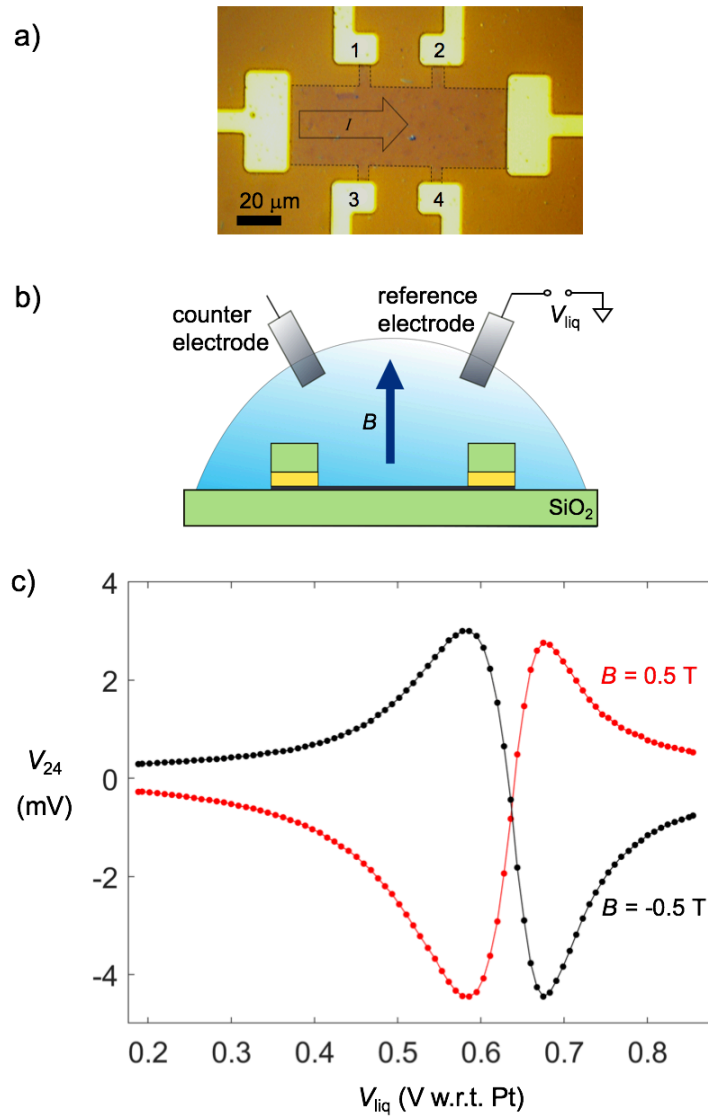 a)
1
2
I
20 μm
3
4
b)
counter
electrode
reference
electrode
V_liq
B
SiO₂
c)
4
2
0
-2
-4
V₂₄
(mV)
B = 0.5 T
B = -0.5 T
0.2 0.3 0.4 0.5 0.6 0.7 0.8
V_liq (V w.r.t. Pt)